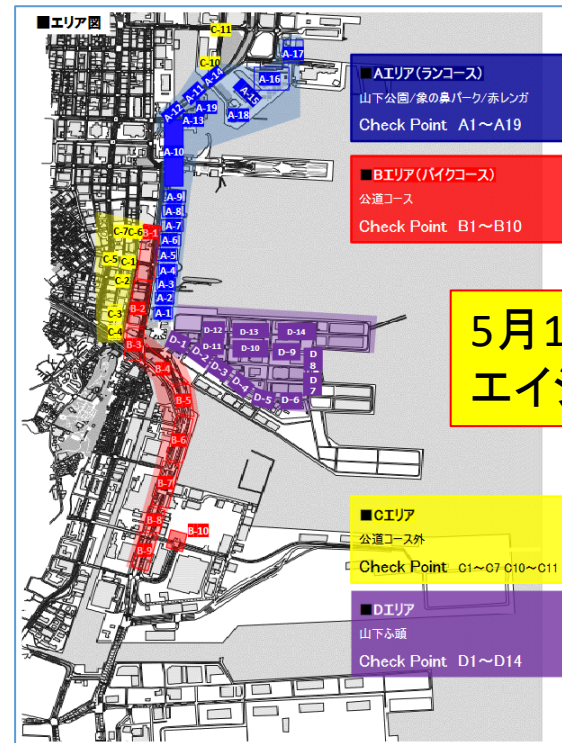 ■エリア図
C-11
C-10
A-17
A-16
A-14
A-11
A-15
A-12
A-19
A-13
A-18
A-10
A-9
A-8
A-7
A-6
A-5
A-4
A-3
A-2
A-1
C-7
C-6
B-1
C-5
C-1
C-2
B-2
C-3
C-4
B-3
D-12
D-13
D-14
D-1
D-11
D-10
D-2
D-9
D-3
D
8
D-4
D
7
D-5
D-6
B-4
B-5
B-6
B-7
B-8
B-10
B-9
■Aエリア(ランコース)
山下公園/象の鼻パーク/赤レンガ
Check Point A1～A19
■Bエリア(バイクコース)
公道コース
Check Point B1～B10
5月1
エイジ
■Cエリア
公道コース外
Check Point C1～C7 C10～C11
■Dエリア
山下ふ頭
Check Point D1～D14